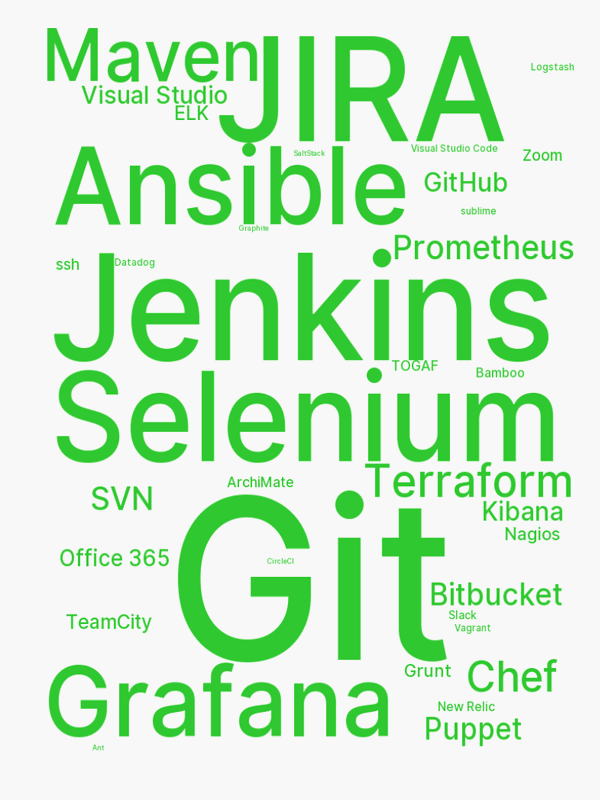 Maven
JIRA
Logstash
Visual Studio
ELK
Visual Studio Code
SaltStack
Zoom
Ansible
GitHub
sublime
Graphite
Prometheus
ssh
Datadog
Jenkins
TOGAF
Bamboo
Selenium
Terraform
ArchiMate
SVN
Kibana
Nagios
Git
Office 365
CircleCI
Bitbucket
Slack
TeamCity
Vagrant
Grunt
Chef
Grafana
New Relic
Puppet
Ant